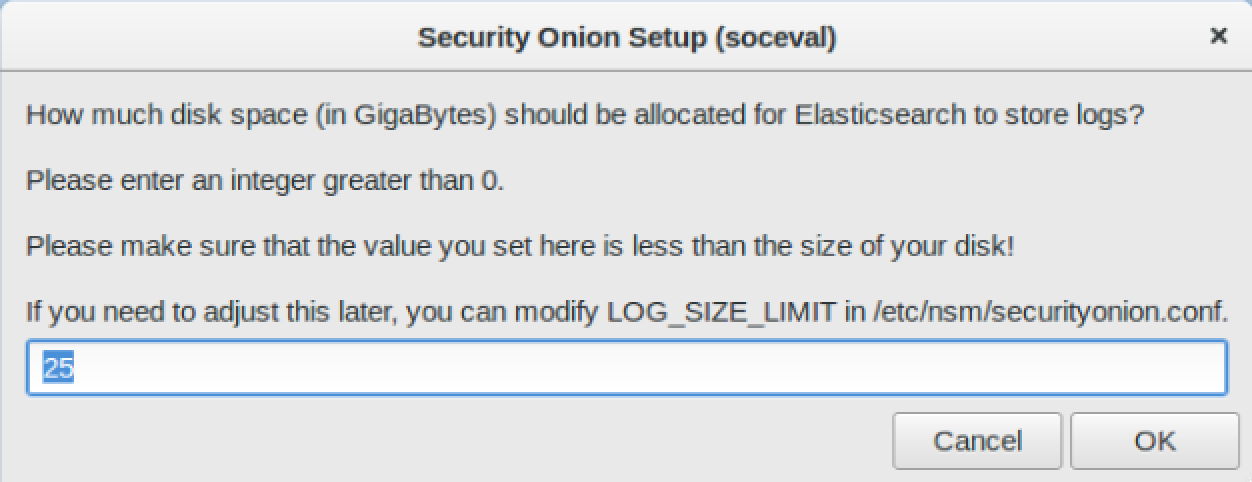 Security Onion Setup (soceval)
×
How much disk space (in GigaBytes) should be allocated for Elasticsearch to store logs?
Please enter an integer greater than 0.
Please make sure that the value you set here is less than the size of your disk!
If you need to adjust this later, you can modify LOG_SIZE_LIMIT in /etc/nsm/securityonion.conf.
25
Cancel OK